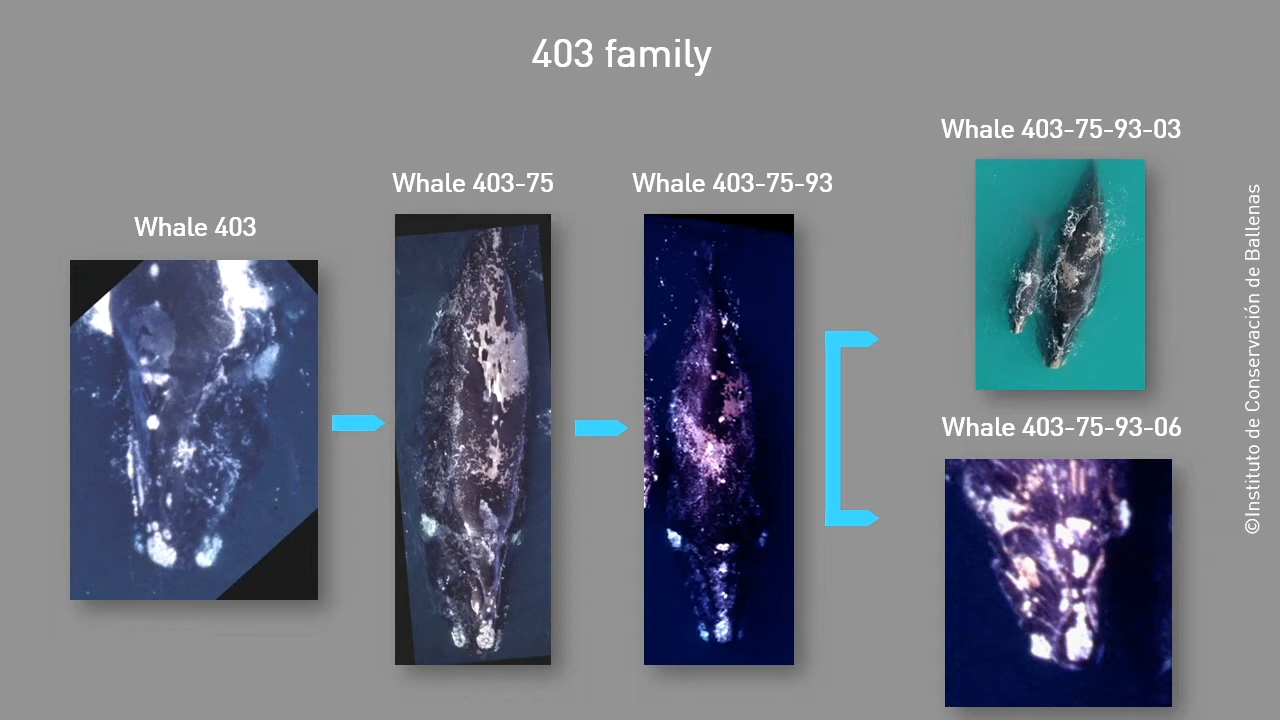 403 family
Whale 403
Whale 403-75
Whale 403-75-93
Whale 403-75-93-03
Whale 403-75-93-06
©Instituto de Conservación de Ballenas